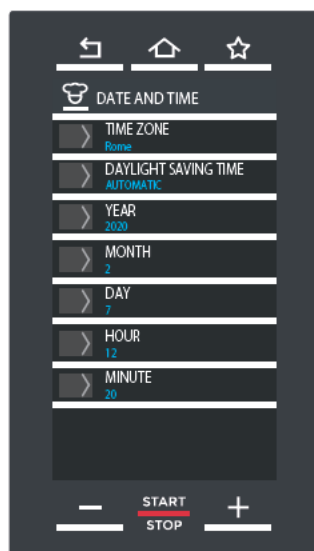 DATE AND TIME
TIME ZONE
Rome
DAYLIGHT SAVING TIME
AUTOMATIC
YEAR
2020
MONTH
2
DAY
7
HOUR
12
MINUTE
20
START
STOP